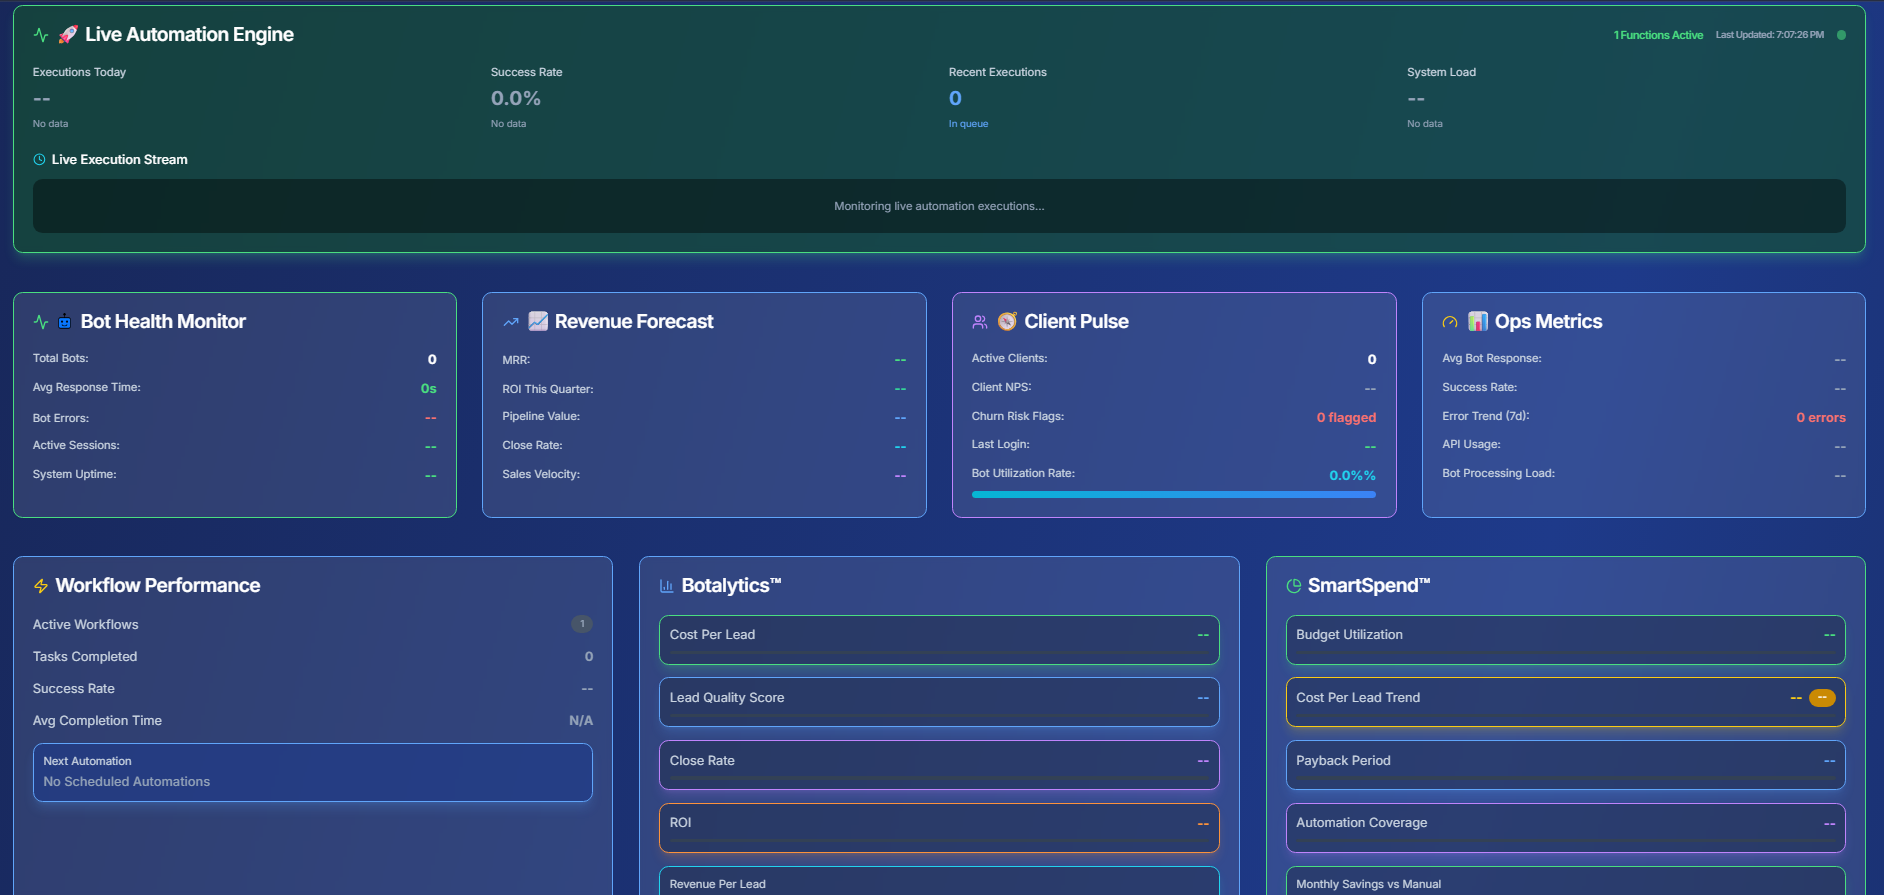 🚀 Live Automation Engine
1 Functions Active Last Updated: 7:07:26 PM
Executions Today
--
No data
Success Rate
0.0%
No data
Recent Executions
0
In queue
System Load
--
No data
Live Execution Stream
Monitoring live automation executions...
🤖 Bot Health Monitor
Total Bots: 0
Avg Response Time: 0s
Bot Errors: --
Active Sessions: --
System Uptime: --
📈 Revenue Forecast
MRR: --
ROI This Quarter: --
Pipeline Value: --
Close Rate: --
Sales Velocity: --
🧭 Client Pulse
Active Clients: 0
Client NPS: --
Churn Risk Flags: 0 flagged
Last Login: --
Bot Utilization Rate: 0.0%%
📊 Ops Metrics
Avg Bot Response: --
Success Rate: --
Error Trend (7d): 0 errors
API Usage: --
Bot Processing Load: --
Workflow Performance
Active Workflows 1
Tasks Completed 0
Success Rate --
Avg Completion Time N/A
Next Automation
No Scheduled Automations
Botalytics™
Cost Per Lead --
Lead Quality Score --
Close Rate --
ROI --
Revenue Per Lead
SmartSpend™
Budget Utilization --
Cost Per Lead Trend -- --
Payback Period --
Automation Coverage --
Monthly Savings vs Manual